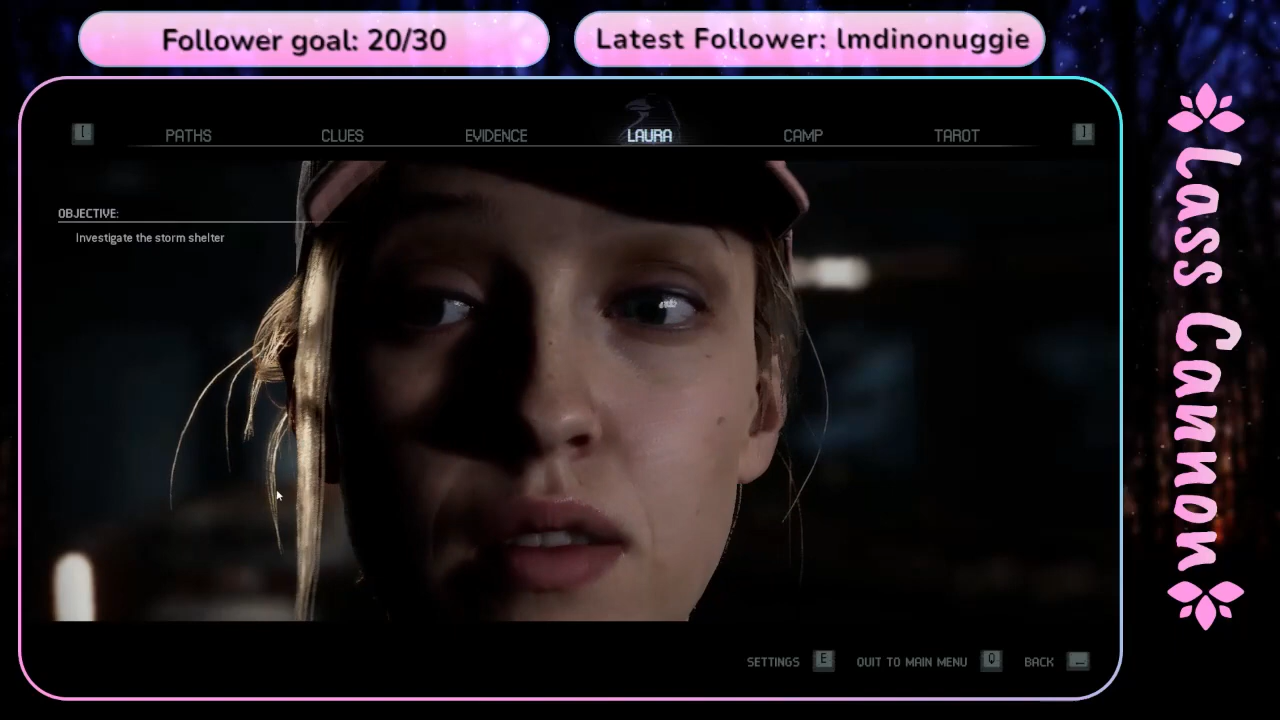 Follower goal: 20/30
Latest Follower: lmdinonuggie
[ PATHS CLUES EVIDENCE LAURA CAMP TAROT ]
OBJECTIVE:
Investigate the storm shelter
SETTINGS E QUIT TO MAIN MENU Q BACK
Lass Cannon